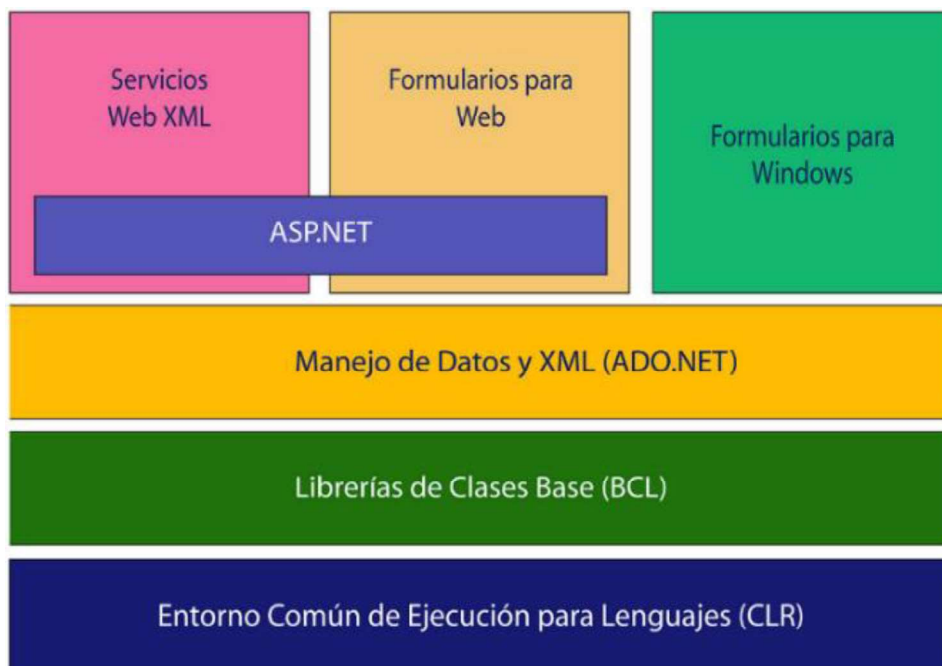 Servicios
Web XML
Formularios para
Web
Formularios para
Windows
ASP.NET
Manejo de Datos y XML (ADO.NET)
Librerías de Clases Base (BCL)
Entorno Común de Ejecución para Lenguajes (CLR)